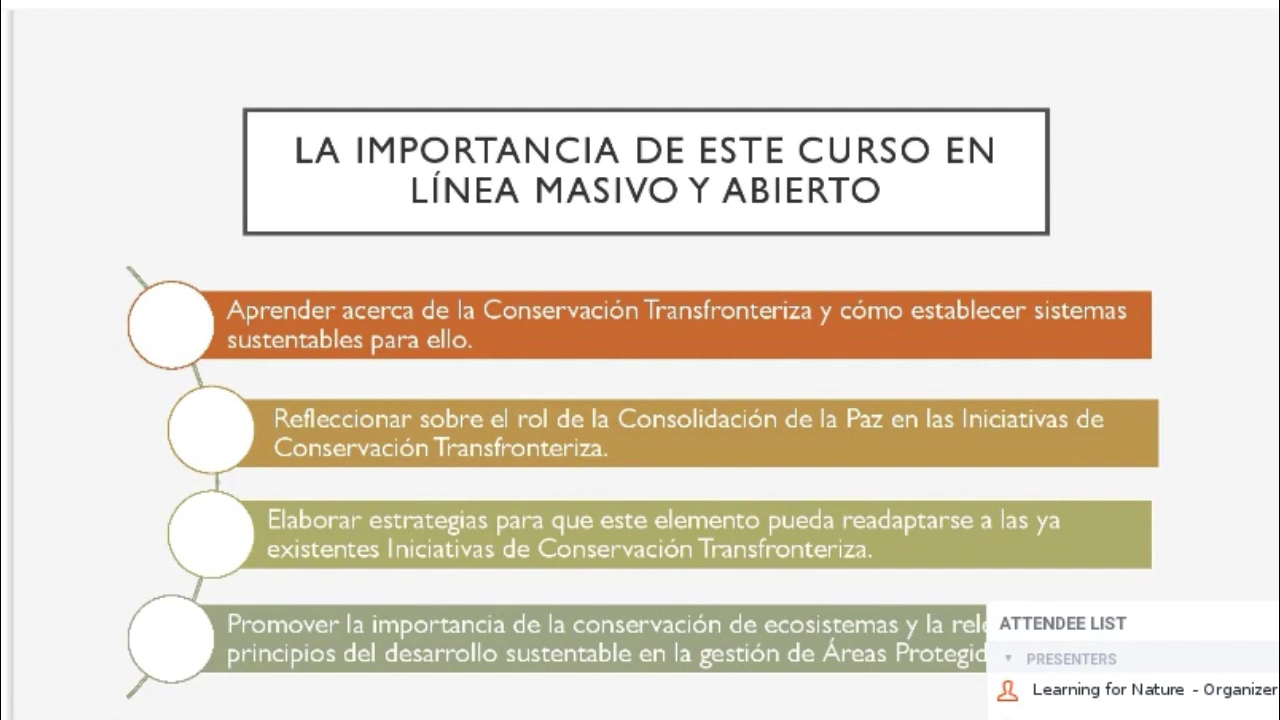 LA IMPORTANCIA DE ESTE CURSO EN
LÍNEA MASIVO Y ABIERTO
Aprender acerca de la Conservación Transfronteriza y cómo establecer sistemas
sustentables para ello.
Refleccionar sobre el rol de la Consolidación de la Paz en las Iniciativas de
Conservación Transfronteriza.
Elaborar estrategias para que este elemento pueda readaptarse a las ya
existentes Iniciativas de Conservación Transfronteriza.
Promover la importancia de la conservación de ecosistemas y la
principios del desarrollo sustentable en la gestión de Áreas
ATTENDEE LIST
PRESENTERS
Learning for Nature - Organizer